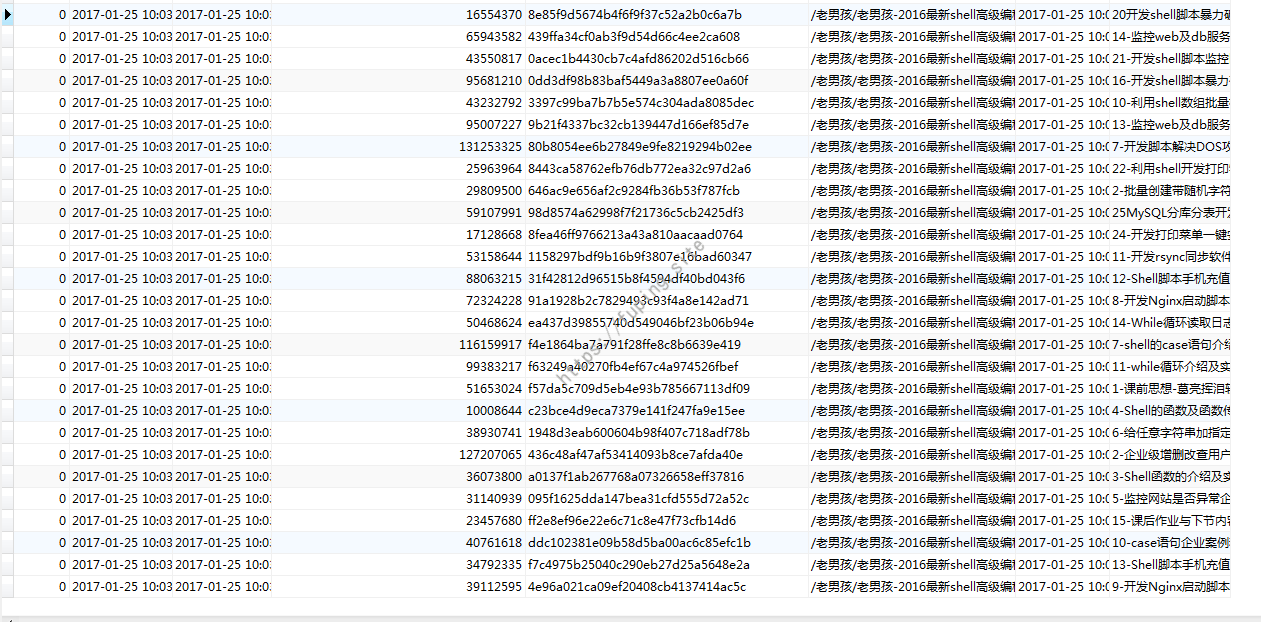 0 2017-01-25 10:03 2017-01-25 10:0 16554370 8e85f9d5674b4f6f9f37c52a2b0c6a7b /老男孩/老男孩-2016最新shell高级编 2017-01-25 10:0 20开发shell脚本暴力
0 2017-01-25 10:03 2017-01-25 10:0 65943582 439ffa34cf0ab3f9d54d66c4ee2ca608 /老男孩/老男孩-2016最新shell高级编 2017-01-25 10:0 14-监控web及db服务
0 2017-01-25 10:03 2017-01-25 10:0 43550817 0acec1b4430cb7c4afd86202d516cb66 /老男孩/老男孩-2016最新shell高级编 2017-01-25 10:0 21-开发shell脚本监控
0 2017-01-25 10:03 2017-01-25 10:0 95681210 0dd3df98b83baf5449a3a8807ee0a60f /老男孩/老男孩-2016最新shell高级编 2017-01-25 10:0 16-开发shell脚本暴力
0 2017-01-25 10:03 2017-01-25 10:0 43232792 3397c99ba7b7b5e574c304ada8085dec /老男孩/老男孩-2016最新shell高级编 2017-01-25 10:0 10-利用shell数组批量
0 2017-01-25 10:03 2017-01-25 10:0 95007227 9b21f4337bc32cb139447d166ef85d7e /老男孩/老男孩-2016最新shell高级编 2017-01-25 10:0 13-监控web及db服务
0 2017-01-25 10:03 2017-01-25 10:0 131253325 80b8054ee6b27849e9fe8219294b02ee /老男孩/老男孩-2016最新shell高级编 2017-01-25 10:0 7-开发脚本解决DOS攻
0 2017-01-25 10:03 2017-01-25 10:0 25963964 8443ca58762efb76db772ea32c97d2a6 /老男孩/老男孩-2016最新shell高级编 2017-01-25 10:0 22-利用shell开发打印
0 2017-01-25 10:03 2017-01-25 10:0 29809500 646ac9e656af2c9284fb36b53f787fcb /老男孩/老男孩-2016最新shell高级编 2017-01-25 10:0 2-批量创建带随机字符
0 2017-01-25 10:03 2017-01-25 10:0 59107991 98d8574a62998f7f21736c5cb2425df3 /老男孩/老男孩-2016最新shell高级编 2017-01-25 10:0 25MySQL分库分表开发
0 2017-01-25 10:03 2017-01-25 10:0 17128668 8fea46ff9766213a43a810aacaad0764 /老男孩/老男孩-2016最新shell高级编 2017-01-25 10:0 24-开发打印菜单一键
0 2017-01-25 10:03 2017-01-25 10:0 53158644 1158297bdf9b16b9f3807e16bad60347 /老男孩/老男孩-2016最新shell高级编 2017-01-25 10:0 11-开发rsync同步软件
0 2017-01-25 10:03 2017-01-25 10:0 88063215 31f42812d96515b8f4594df40bd043f6 /老男孩/老男孩-2016最新shell高级编 2017-01-25 10:0 12-Shell脚本手机充值
0 2017-01-25 10:03 2017-01-25 10:0 72324228 91a1928b2c7829493c93f4a8e142ad71 /老男孩/老男孩-2016最新shell高级编 2017-01-25 10:0 8-开发Nginx启动脚本
0 2017-01-25 10:03 2017-01-25 10:0 50468624 ea437d39855740d549046bf23b06b94e /老男孩/老男孩-2016最新shell高级编 2017-01-25 10:0 14-While循环读取日志
0 2017-01-25 10:03 2017-01-25 10:0 116159917 f4e1864ba7a791f28ffe8c8b6639e419 /老男孩/老男孩-2016最新shell高级编 2017-01-25 10:0 7-shell的case语句介绍
0 2017-01-25 10:03 2017-01-25 10:0 99383217 f63249a40270fb4ef67c4a974526fbef /老男孩/老男孩-2016最新shell高级编 2017-01-25 10:0 11-while循环介绍及实
0 2017-01-25 10:03 2017-01-25 10:0 51653024 f57da5c709d5eb4e93b785667113df09 /老男孩/老男孩-2016最新shell高级编 2017-01-25 10:0 1-课前思想-葛亮挥泪
0 2017-01-25 10:03 2017-01-25 10:0 10008644 c23bce4d9eca7379e141f247fa9e15ee /老男孩/老男孩-2016最新shell高级编 2017-01-25 10:0 4-Shell的函数及函数传
0 2017-01-25 10:03 2017-01-25 10:0 38930741 1948d3eab600604b98f407c718adf78b /老男孩/老男孩-2016最新shell高级编 2017-01-25 10:0 6-给任意字符串加指定
0 2017-01-25 10:03 2017-01-25 10:0 127207065 436c48af47af53414093b8ce7afda40e /老男孩/老男孩-2016最新shell高级编 2017-01-25 10:0 2-企业级增删改查用户
0 2017-01-25 10:03 2017-01-25 10:0 36073800 a0137f1ab267768a07326658eff37816 /老男孩/老男孩-2016最新shell高级编 2017-01-25 10:0 3-Shell函数的介绍及实
0 2017-01-25 10:03 2017-01-25 10:0 31140939 095f1625dda147bea31cfd555d72a52c /老男孩/老男孩-2016最新shell高级编 2017-01-25 10:0 5-监控网站是否异常企
0 2017-01-25 10:03 2017-01-25 10:0 23457680 ff2e8ef96e22e6c71c8e47f73cfb14d6 /老男孩/老男孩-2016最新shell高级编 2017-01-25 10:0 15-课后作业与下节内容
0 2017-01-25 10:03 2017-01-25 10:0 40761618 ddc102381e09b58d5ba00ac6c85efc1b /老男孩/老男孩-2016最新shell高级编 2017-01-25 10:0 10-case语句企业案例
0 2017-01-25 10:03 2017-01-25 10:0 34792335 f7c4975b25040c290eb27d25a5648e2a /老男孩/老男孩-2016最新shell高级编 2017-01-25 10:0 13-Shell脚本手机充值
0 2017-01-25 10:03 2017-01-25 10:0 39112595 4e96a021ca09ef20408cb4137414ac5c /老男孩/老男孩-2016最新shell高级编 2017-01-25 10:0 9-开发Nginx启动脚本
https://fuping.site